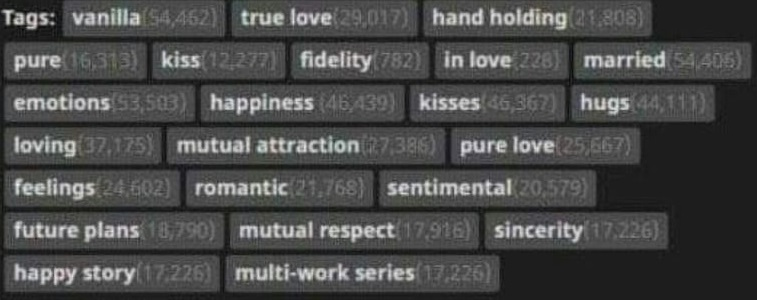 Tags: vanilla(54,462) true love(29,017) hand holding(21,808)
pure(16,313) kiss(12,277) fidelity(782) in love(228) married(54,406)
emotions(53,503) happiness (46,439) kisses(46,367) hugs(44,111)
loving(37,175) mutual attraction(27,386) pure love(25,667)
feelings(24,602) romantic(21,768) sentimental(20,579)
future plans(18,790) mutual respect(17,916) sincerity(17,226)
happy story(17,226) multi-work series(17,226)